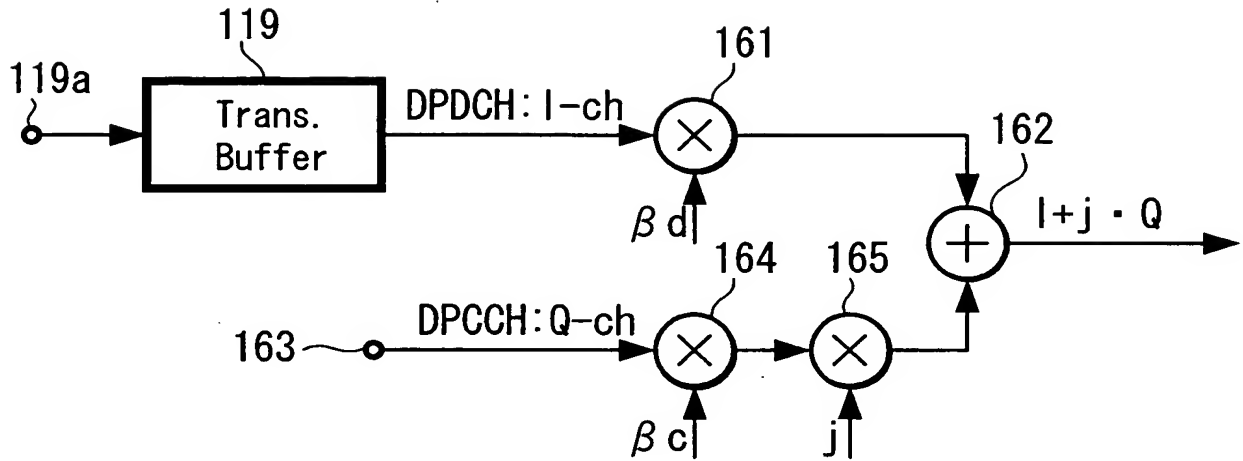 119
161
119a
Trans.
Buffer
DPDCH: I-ch
162
βd
I+j・Q
164
165
DPCCH:Q-ch
163
βc
j